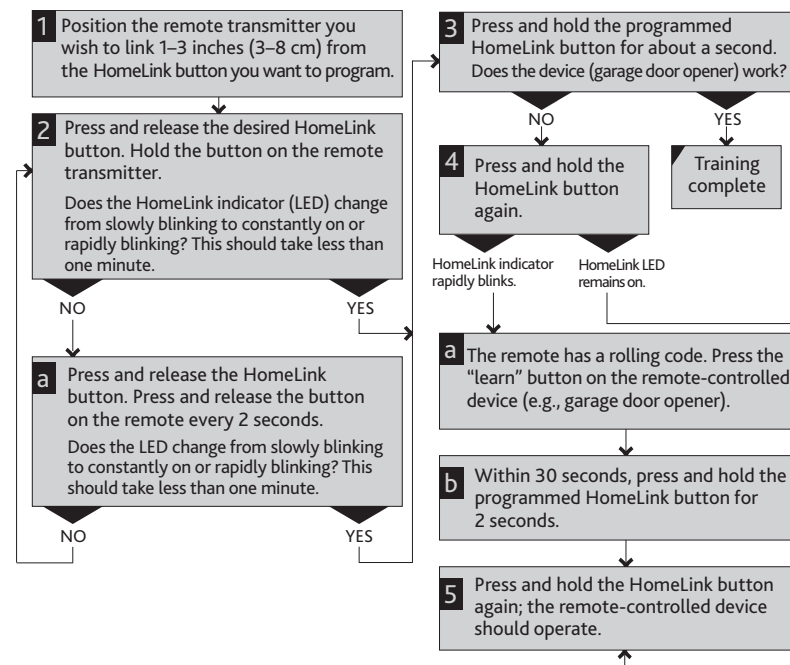 1 Position the remote transmitter you
wish to link 1–3 inches (3–8 cm) from
the HomeLink button you want to program.
2 Press and release the desired HomeLink
button. Hold the button on the remote
transmitter.
Does the HomeLink indicator (LED) change
from slowly blinking to constantly on or
rapidly blinking? This should take less than
one minute.
NO
YES
a Press and release the HomeLink
button. Press and release the button
on the remote every 2 seconds.
Does the LED change from slowly blinking
to constantly on or rapidly blinking? This
should take less than one minute.
NO
YES
3 Press and hold the programmed
HomeLink button for about a second.
Does the device (garage door opener) work?
NO
YES
4 Press and hold the
HomeLink button
again.
Training
complete
HomeLink indicator
rapidly blinks.
HomeLink LED
remains on.
a The remote has a rolling code. Press the
“learn” button on the remote-controlled
device (e.g., garage door opener).
b Within 30 seconds, press and hold the
programmed HomeLink button for
2 seconds.
5 Press and hold the HomeLink button
again; the remote-controlled device
should operate.